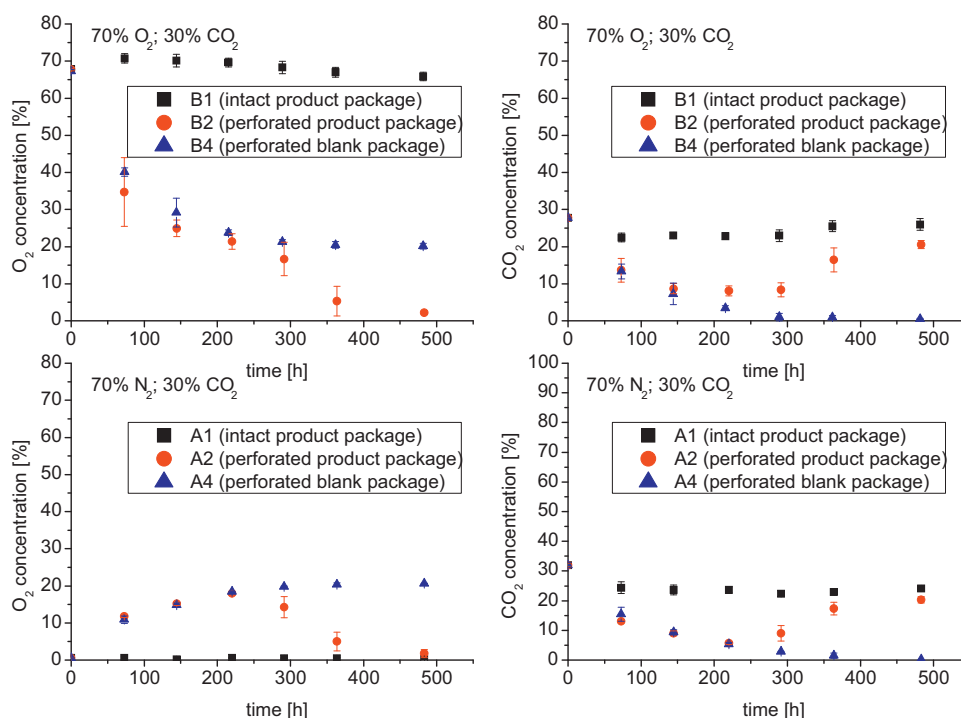 70% O₂; 30% CO₂
B1 (intact product package)
B2 (perforated product package)
B4 (perforated blank package)
O₂ concentration [%]
80
70
60
50
40
30
20
10
0
0 100 200 300 400 500
time [h]
70% O₂; 30% CO₂
B1 (intact product package)
B2 (perforated product package)
B4 (perforated blank package)
CO₂ concentration [%]
80
70
60
50
40
30
20
10
0
0 100 200 300 400 500
time [h]
70% N₂; 30% CO₂
A1 (intact product package)
A2 (perforated product package)
A4 (perforated blank package)
O₂ concentration [%]
80
70
60
50
40
30
20
10
0
0 100 200 300 400 500
time [h]
70% N₂; 30% CO₂
A1 (intact product package)
A2 (perforated product package)
A4 (perforated blank package)
CO₂ concentration [%]
100
90
80
70
60
50
40
30
20
10
0
0 100 200 300 400 500
time [h]